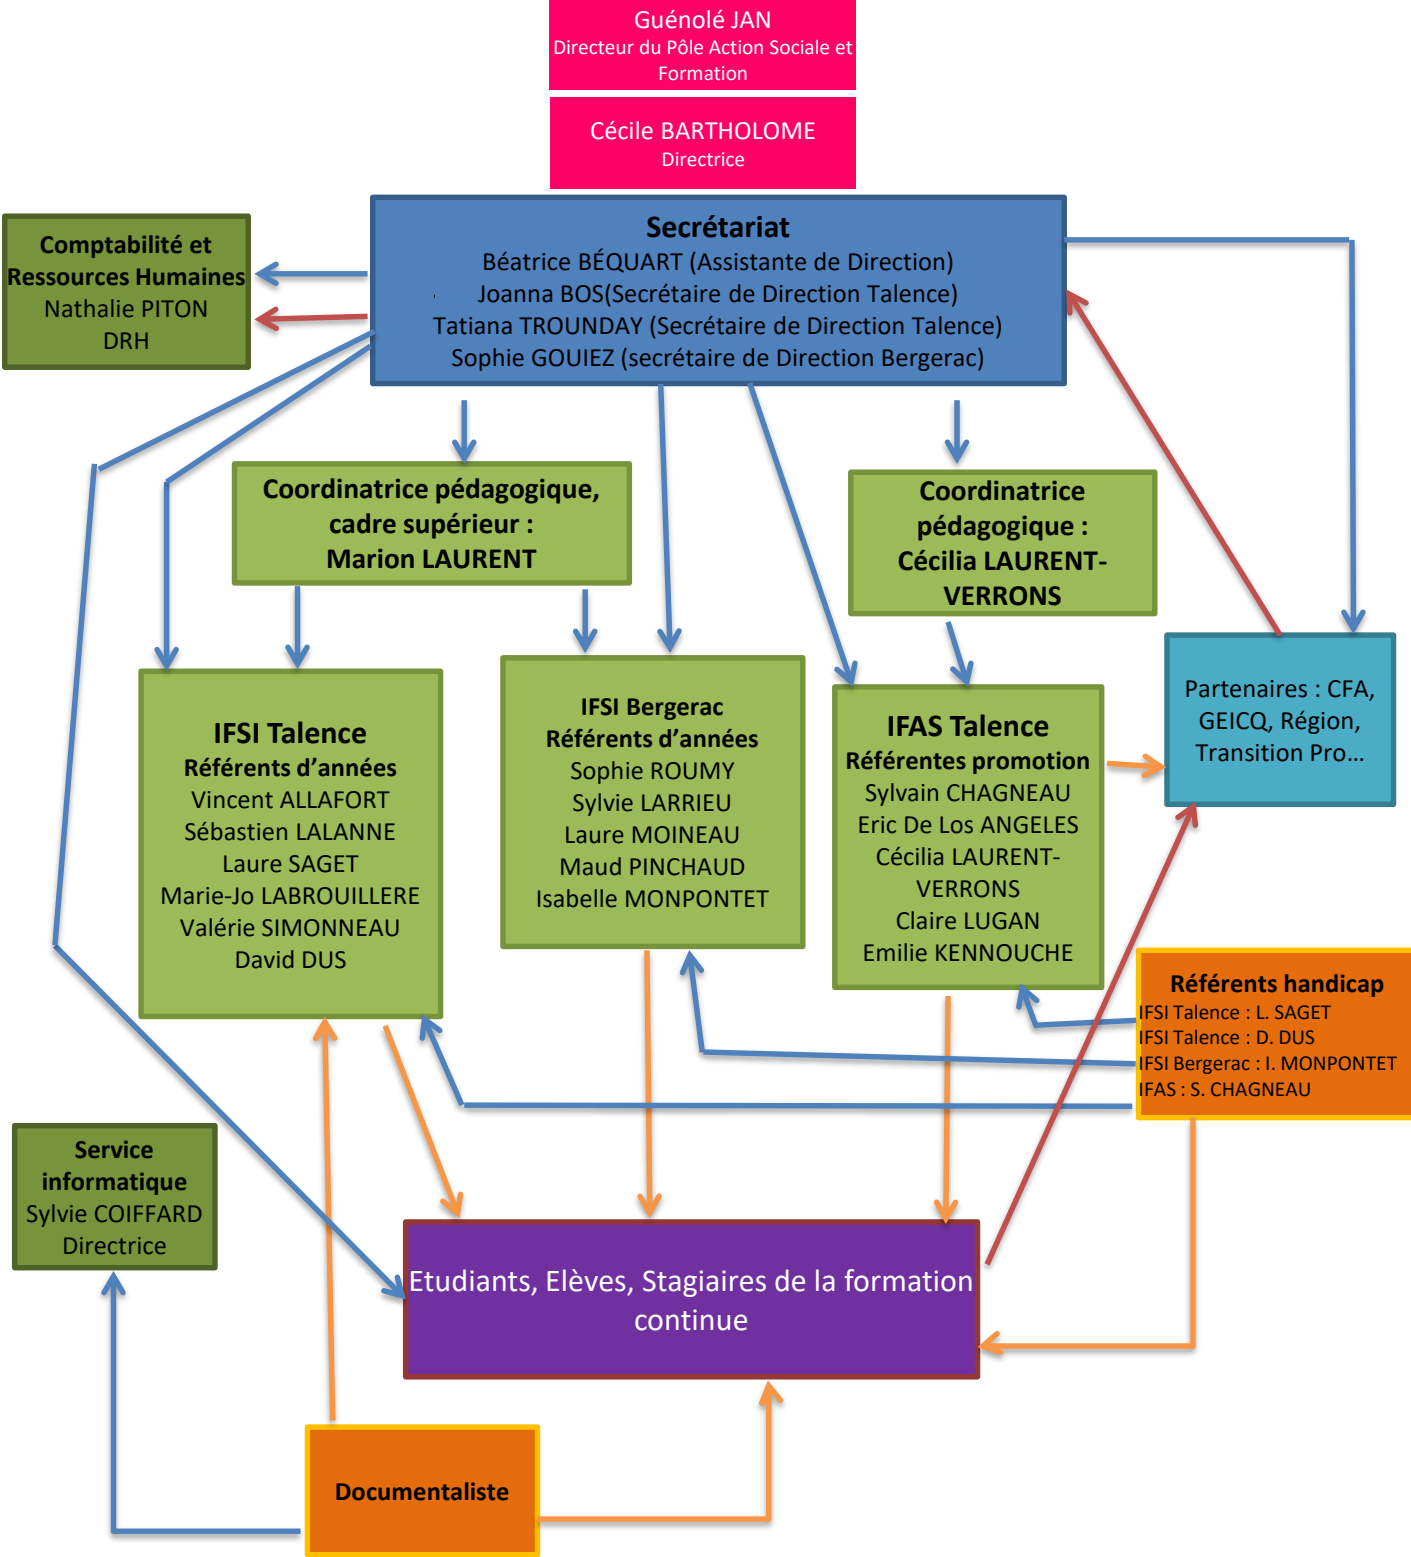 Guénolé JAN
Directeur du Pôle Action Sociale et
Formation
Cécile BARTHOLOME
Directrice
Secrétariat
Béatrice BÉQUART (Assistante de Direction)
Joanna BOS(Secrétaire de Direction Talence)
Tatiana TROUNDAY (Secrétaire de Direction Talence)
Sophie GOUIEZ (secrétaire de Direction Bergerac)
Comptabilité et
Ressources Humaines
Nathalie PITON
DRH
Coordinatrice pédagogique,
cadre supérieur :
Marion LAURENT
Coordinatrice
pédagogique :
Cécilia LAURENT-
VERRONS
IFSI Talence
Référents d’années
Vincent ALLAFORT
Sébastien LALANNE
Laure SAGET
Marie-Jo LABROUILLERE
Valérie SIMONNEAU
David DUS
IFSI Bergerac
Référents d’années
Sophie ROUMY
Sylvie LARRIEU
Laure MOINEAU
Maud PINCHAUD
Isabelle MONPONTET
IFAS Talence
Référentes promotion
Sylvain CHAGNEAU
Eric De Los ANGELES
Cécilia LAURENT-
VERRONS
Claire LUGAN
Emilie KENNOUCHE
Partenaires : CFA,
GEICQ, Région,
Transition Pro…
Référents handicap
IFSI Talence : L. SAGET
IFSI Talence : D. DUS
IFSI Bergerac : I. MONPONTET
IFAS : S. CHAGNEAU
Service
informatique
Sylvie COIFFARD
Directrice
Etudiants, Elèves, Stagiaires de la formation
continue
Documentaliste